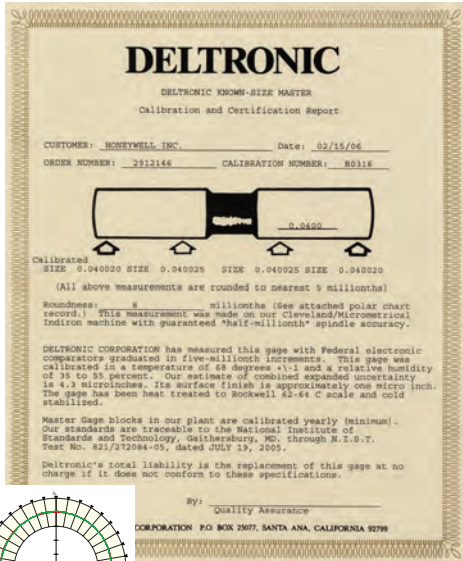 DELTRONIC
DELTRONIC KNOWN-SIZE MASTER
Calibration and Certification Report
CUSTOMER: HONEYWELL INC. Date: 02/15/06
ORDER NUMBER: 2912146 CALIBRATION NUMBER: B0316
0.0400
Calibrated
SIZE 0.040020 SIZE 0.040025 SIZE 0.040025 SIZE 0.040020
(All above measurements are rounded to nearest 5 millionths)
Roundness: 8 millionths (See attached polar chart
record.) This measurement was made on our Cleveland/Micrometrical
Indiron machine with guaranteed "half-millionth" spindle accuracy.
DELTRONIC CORPORATION has measured this gage with Federal electronic
comparators graduated in five-millionth increments. This gage was
calibrated in a temperature of 68 degrees +\-1 and a relative humidity
of 35 to 55 percent. Our estimate of combined expanded uncertainty
is 4.3 microinches. Its surface finish is approximately one micro inch.
The gage has been heat treated to Rockwell 62-64 C scale and cold
stabilized.
Master Gage blocks in our plant are calibrated yearly (minimum).
Our standards are traceable to the National Institute of
Standards and Technology, Gaithersburg, MD. through N.I.S.T.
Test No. 821/272084-05, dated JULY 19, 2005.
Deltronic's total liability is the replacement of this gage at no
charge if it does not conform to these specifications.
By:
Quality Assurance
CORPORATION P.O. BOX 25077, SANTA ANA, CALIFORNIA 92799